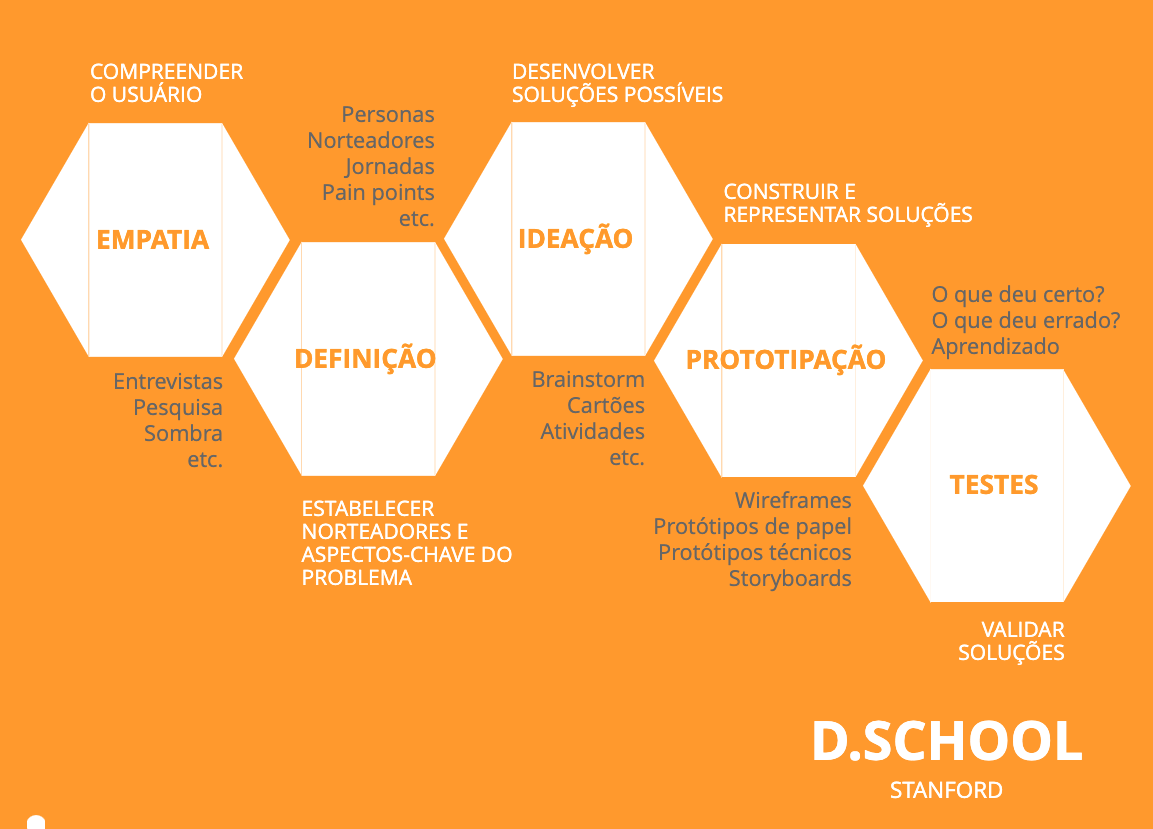 COMPREENDER
O USUÁRIO
EMPATIA
Entrevistas
Pesquisa
Sombra
etc.
Personas
Norteadores
Jornadas
Pain points
etc.
DEFINIÇÃO
ESTABELECER
NORTEADORES E
ASPECTOS-CHAVE DO
PROBLEMA
DESENVOLVER
SOLUÇÕES POSSÍVEIS
IDEAÇÃO
Brainstorm
Cartões
Atividades
etc.
CONSTRUIR E
REPRESENTAR SOLUÇÕES
PROTOTIPAÇÃO
Wireframes
Protótipos de papel
Protótipos técnicos
Storyboards
O que deu certo?
O que deu errado?
Aprendizado
TESTES
VALIDAR
SOLUÇÕES
D.SCHOOL
STANFORD